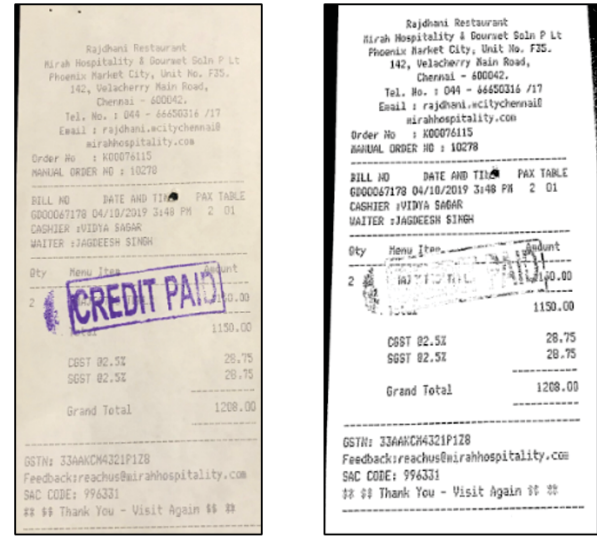 Rajdhani Restaurant
Mirah Hospitality & Gourmet Soln P Lt
Phoenix Market City, Unit No. F35.
142, Velacherry Main Road,
Chennai - 600042.
Tel. No. : 044 - 66650316 /17
Email : rajdhani.mcitychennai@
mirahhospitality.com
Order No : K00076115
MANUAL ORDER NO : 10278
BILL NO DATE AND TIME PAX TABLE
GD00067178 04/10/2019 3:48 PM 2 01
CASHIER :VIDYA SAGAR
WAITER :JAGDEESH SINGH
Qty Menu Item Amount
2
CREDIT PAID
Total 1150.00
CGST @2.5% 28.75
SGST @2.5% 28.75
Grand Total 1208.00
GSTN: 33AAKCM4321P1Z8
Feedback:reachus@mirahhospitality.com
SAC CODE: 996331
## $$ Thank You - Visit Again $$ ##
Rajdhani Restaurant
Mirah Hospitality & Gourmet Soln P Lt
Phoenix Market City, Unit No. F35.
142, Velacherry Main Road,
Chennai - 600042.
Tel. No. : 044 - 66650316 /17
Email : rajdhani.mcitychennai@
mirahhospitality.com
Order No : K00076115
MANUAL ORDER NO : 10278
BILL NO DATE AND TIME PAX TABLE
GD00067178 04/10/2019 3:48 PM 2 01
CASHIER :VIDYA SAGAR
WAITER :JAGDEESH SINGH
Qty Menu Item Amount
2
PAID
1150.00
CGST @2.5% 28.75
SGST @2.5% 28.75
Grand Total 1208.00
GSTN: 33AAKCM4321P1Z8
Feedback:reachus@mirahhospitality.com
SAC CODE: 996331
## $$ Thank You - Visit Again $$ ##